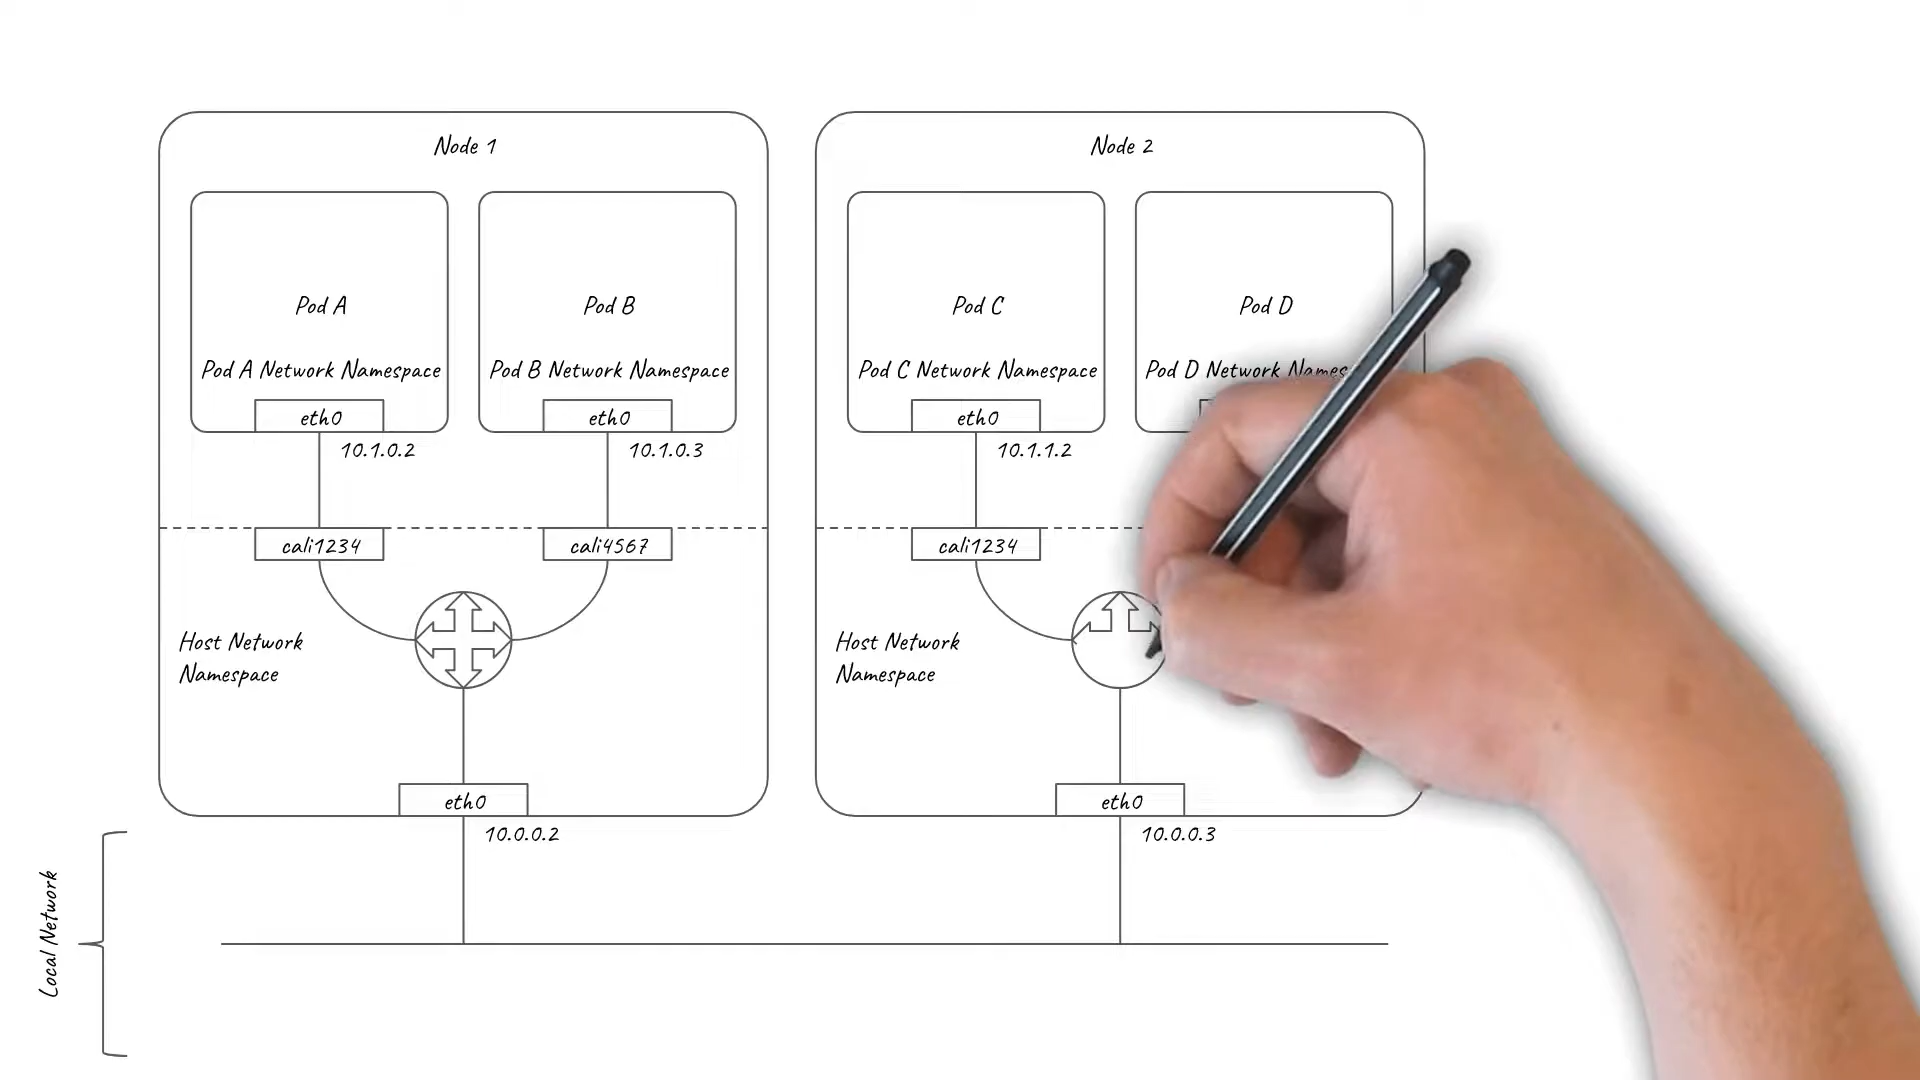 Node 1
Pod A
Pod A Network Namespace
eth0
10.1.0.2
Pod B
Pod B Network Namespace
eth0
10.1.0.3
cali1234
cali4567
Host Network
Namespace
eth0
10.0.0.2
Node 2
Pod C
Pod C Network Namespace
eth0
10.1.1.2
Pod D
Pod D Network
cali1234
Host Network
Namespace
eth0
10.0.0.3
Local Network